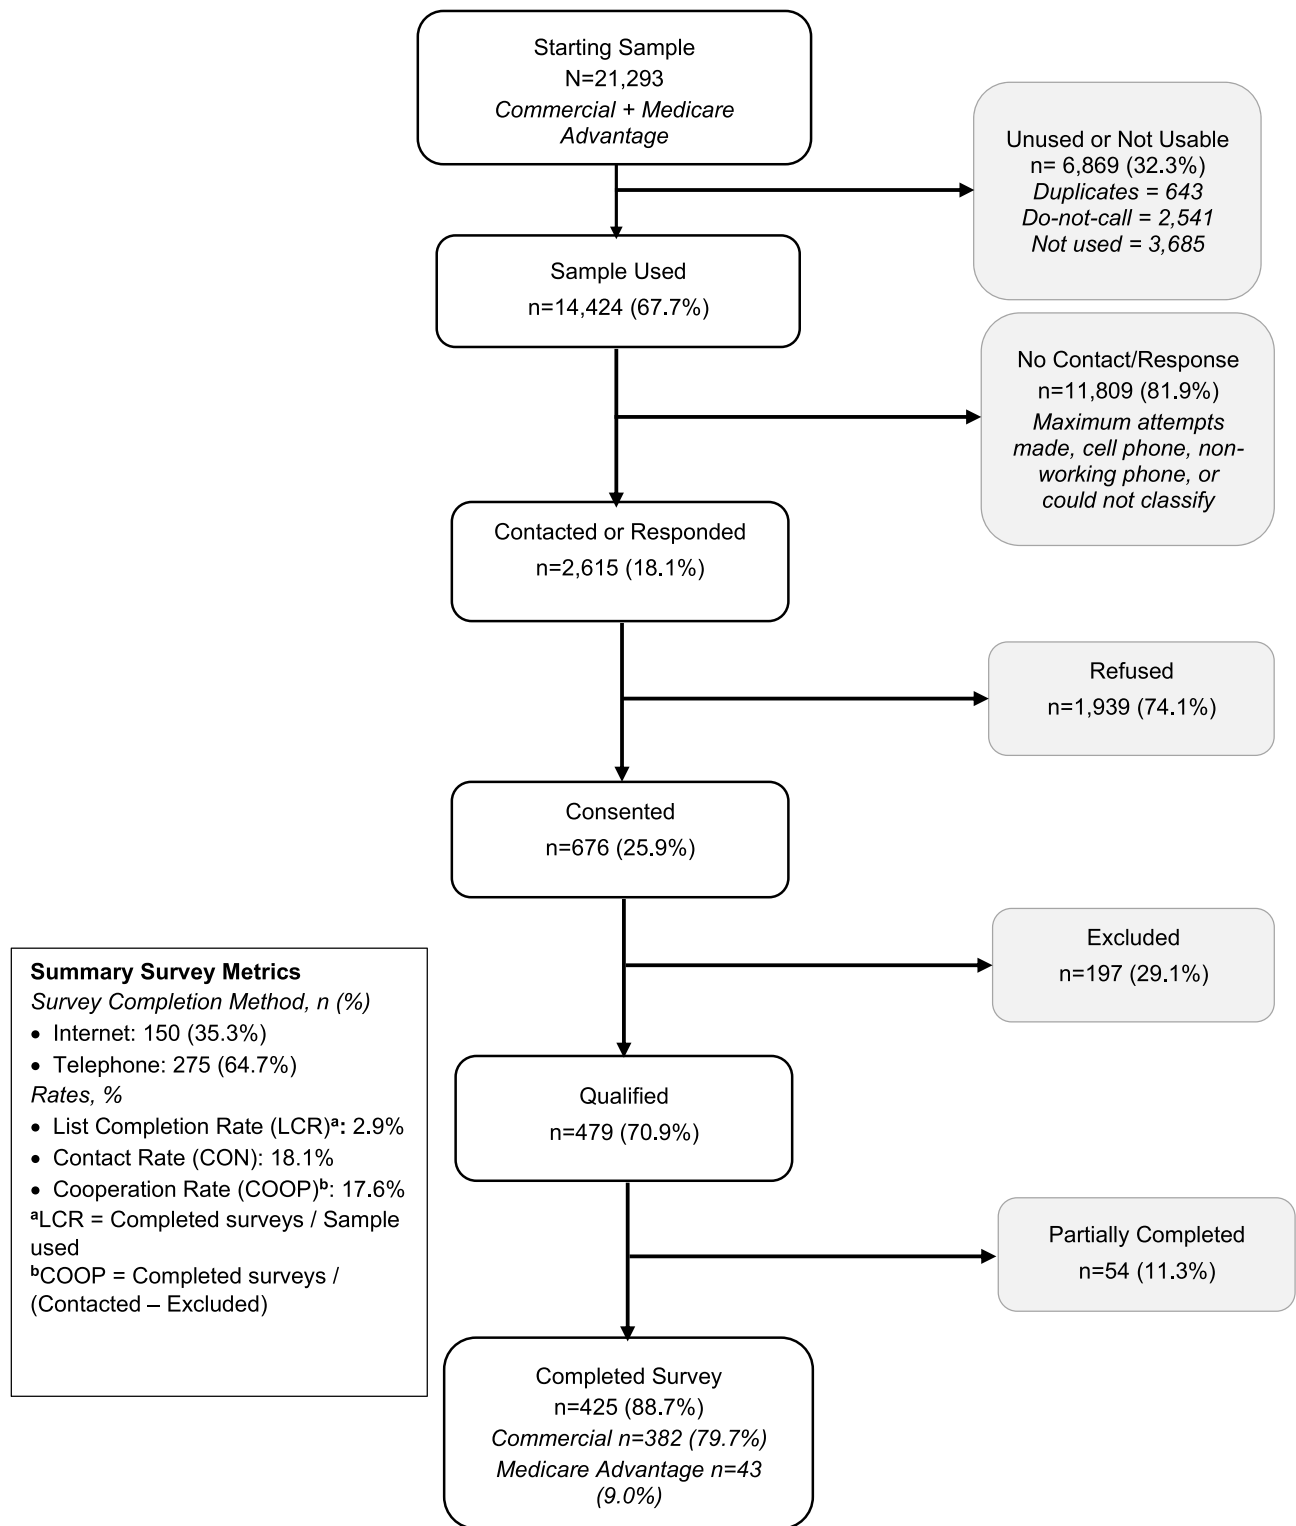 Starting Sample
N=21,293
Commercial + Medicare
Advantage
Unused or Not Usable
n= 6,869 (32.3%)
Duplicates = 643
Do-not-call = 2,541
Not used = 3,685
Sample Used
n=14,424 (67.7%)
No Contact/Response
n=11,809 (81.9%)
Maximum attempts
made, cell phone, non-
working phone, or
could not classify
Contacted or Responded
n=2,615 (18.1%)
Refused
n=1,939 (74.1%)
Consented
n=676 (25.9%)
Excluded
n=197 (29.1%)
Summary Survey Metrics
Survey Completion Method, n (%)
• Internet: 150 (35.3%)
• Telephone: 275 (64.7%)
Rates, %
• List Completion Rate (LCR)ᵃ: 2.9%
• Contact Rate (CON): 18.1%
• Cooperation Rate (COOP)ᵇ: 17.6%
ᵃLCR = Completed surveys / Sample
used
ᵇCOOP = Completed surveys /
(Contacted – Excluded)
Qualified
n=479 (70.9%)
Partially Completed
n=54 (11.3%)
Completed Survey
n=425 (88.7%)
Commercial n=382 (79.7%)
Medicare Advantage n=43
(9.0%)